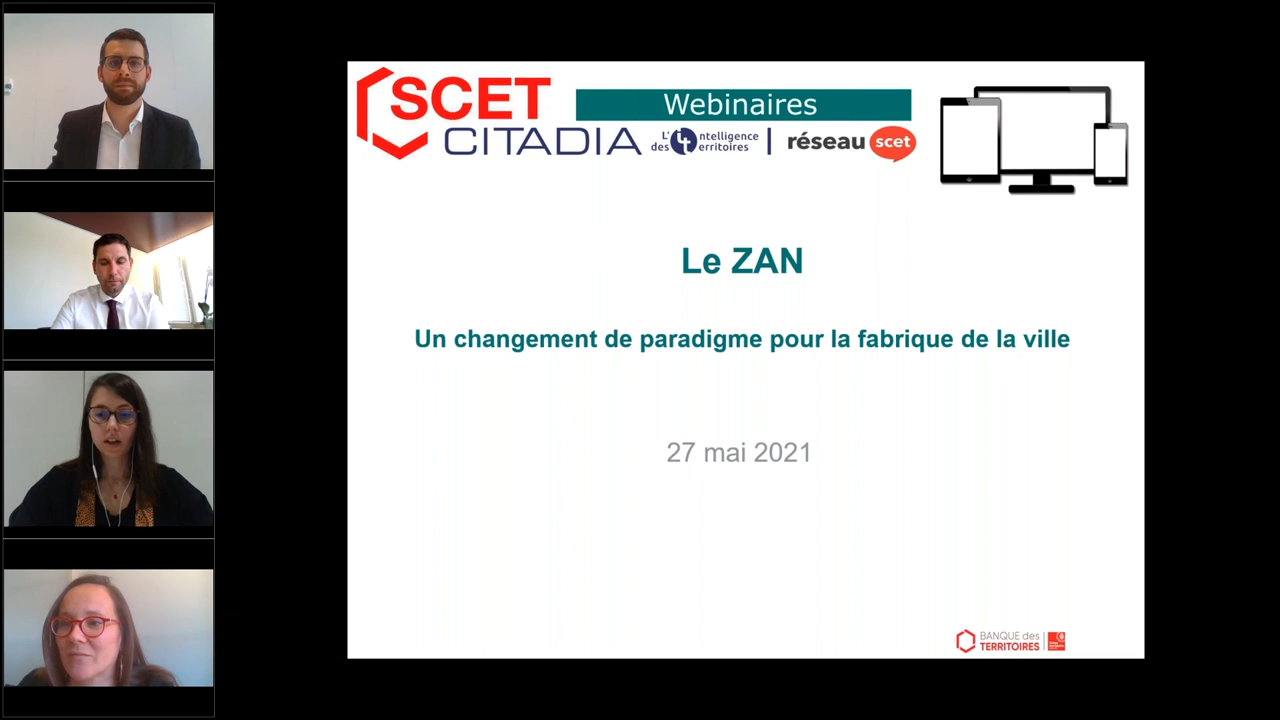 SCET
Webinaires
CITADIA
L'Intelligence
des Territoires
réseau scet
Le ZAN
Un changement de paradigme pour la fabrique de la ville
27 mai 2021
BANQUE des
TERRITOIRES